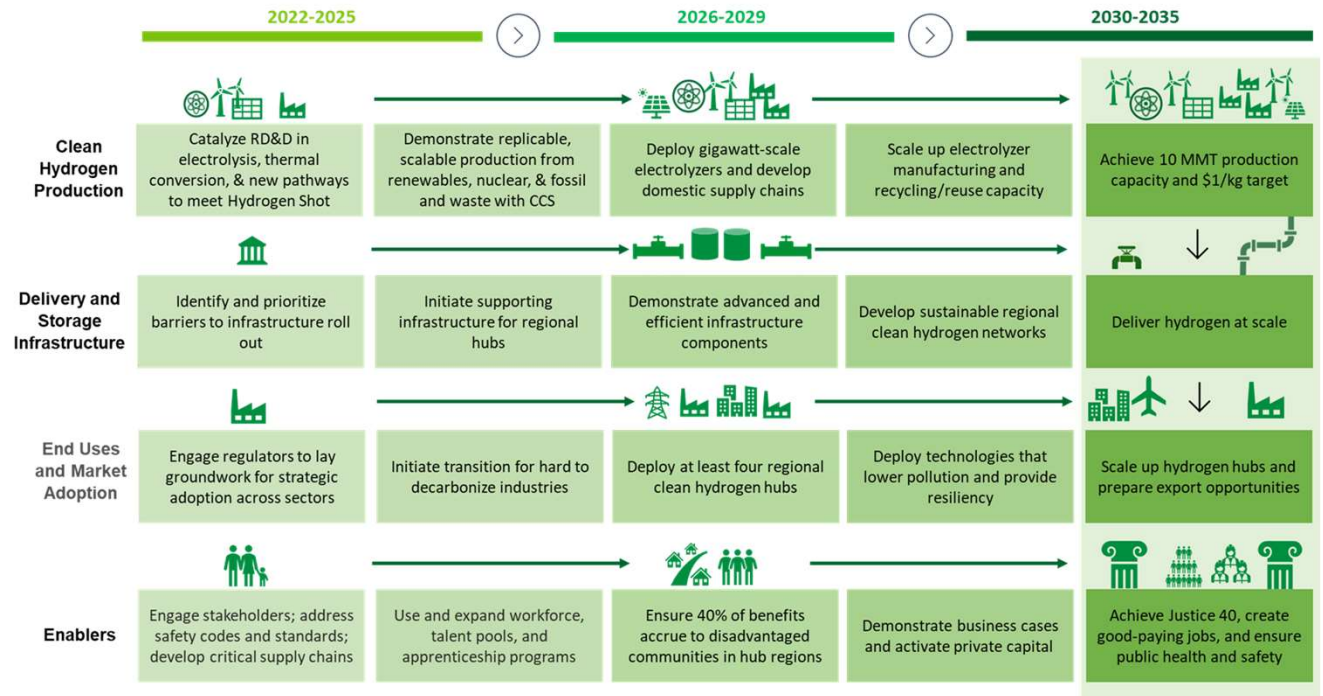 2022-2025
2026-2029
2030-2035
Clean
Hydrogen
Production
Catalyze RD&D in
electrolysis, thermal
conversion, & new pathways
to meet Hydrogen Shot
Demonstrate replicable,
scalable production from
renewables, nuclear, & fossil
and waste with CCS
Deploy gigawatt-scale
electrolyzers and develop
domestic supply chains
Scale up electrolyzer
manufacturing and
recycling/reuse capacity
Achieve 10 MMT production
capacity and $1/kg target
Delivery and
Storage
Infrastructure
Identify and prioritize
barriers to infrastructure roll
out
Initiate supporting
infrastructure for regional
hubs
Demonstrate advanced and
efficient infrastructure
components
Develop sustainable regional
clean hydrogen networks
Deliver hydrogen at scale
End Uses
and Market
Adoption
Engage regulators to lay
groundwork for strategic
adoption across sectors
Initiate transition for hard to
decarbonize industries
Deploy at least four regional
clean hydrogen hubs
Deploy technologies that
lower pollution and provide
resiliency
Scale up hydrogen hubs and
prepare export opportunities
Enablers
Engage stakeholders; address
safety codes and standards;
develop critical supply chains
Use and expand workforce,
talent pools, and
apprenticeship programs
Ensure 40% of benefits
accrue to disadvantaged
communities in hub regions
Demonstrate business cases
and activate private capital
Achieve Justice 40, create
good-paying jobs, and ensure
public health and safety